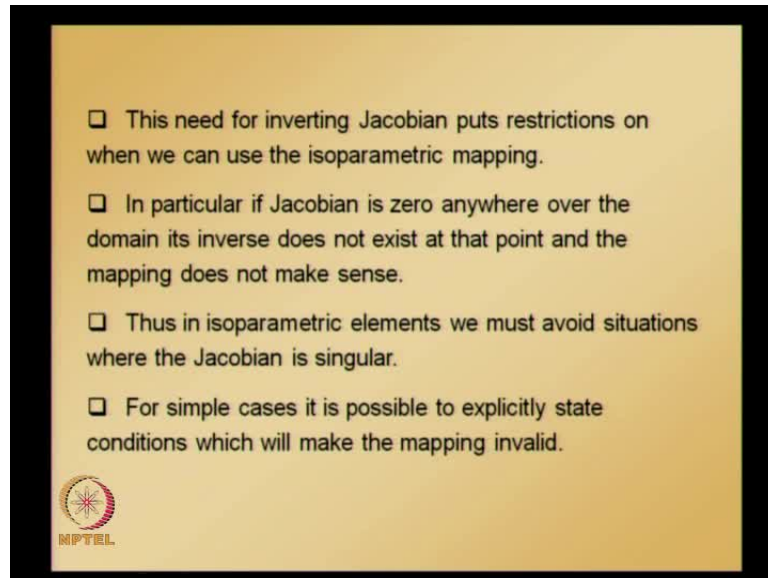 ❑ This need for inverting Jacobian puts restrictions on
when we can use the isoparametric mapping.
❑ In particular if Jacobian is zero anywhere over the
domain its inverse does not exist at that point and the
mapping does not make sense.
❑ Thus in isoparametric elements we must avoid situations
where the Jacobian is singular.
❑ For simple cases it is possible to explicitly state
conditions which will make the mapping invalid.
NPTEL